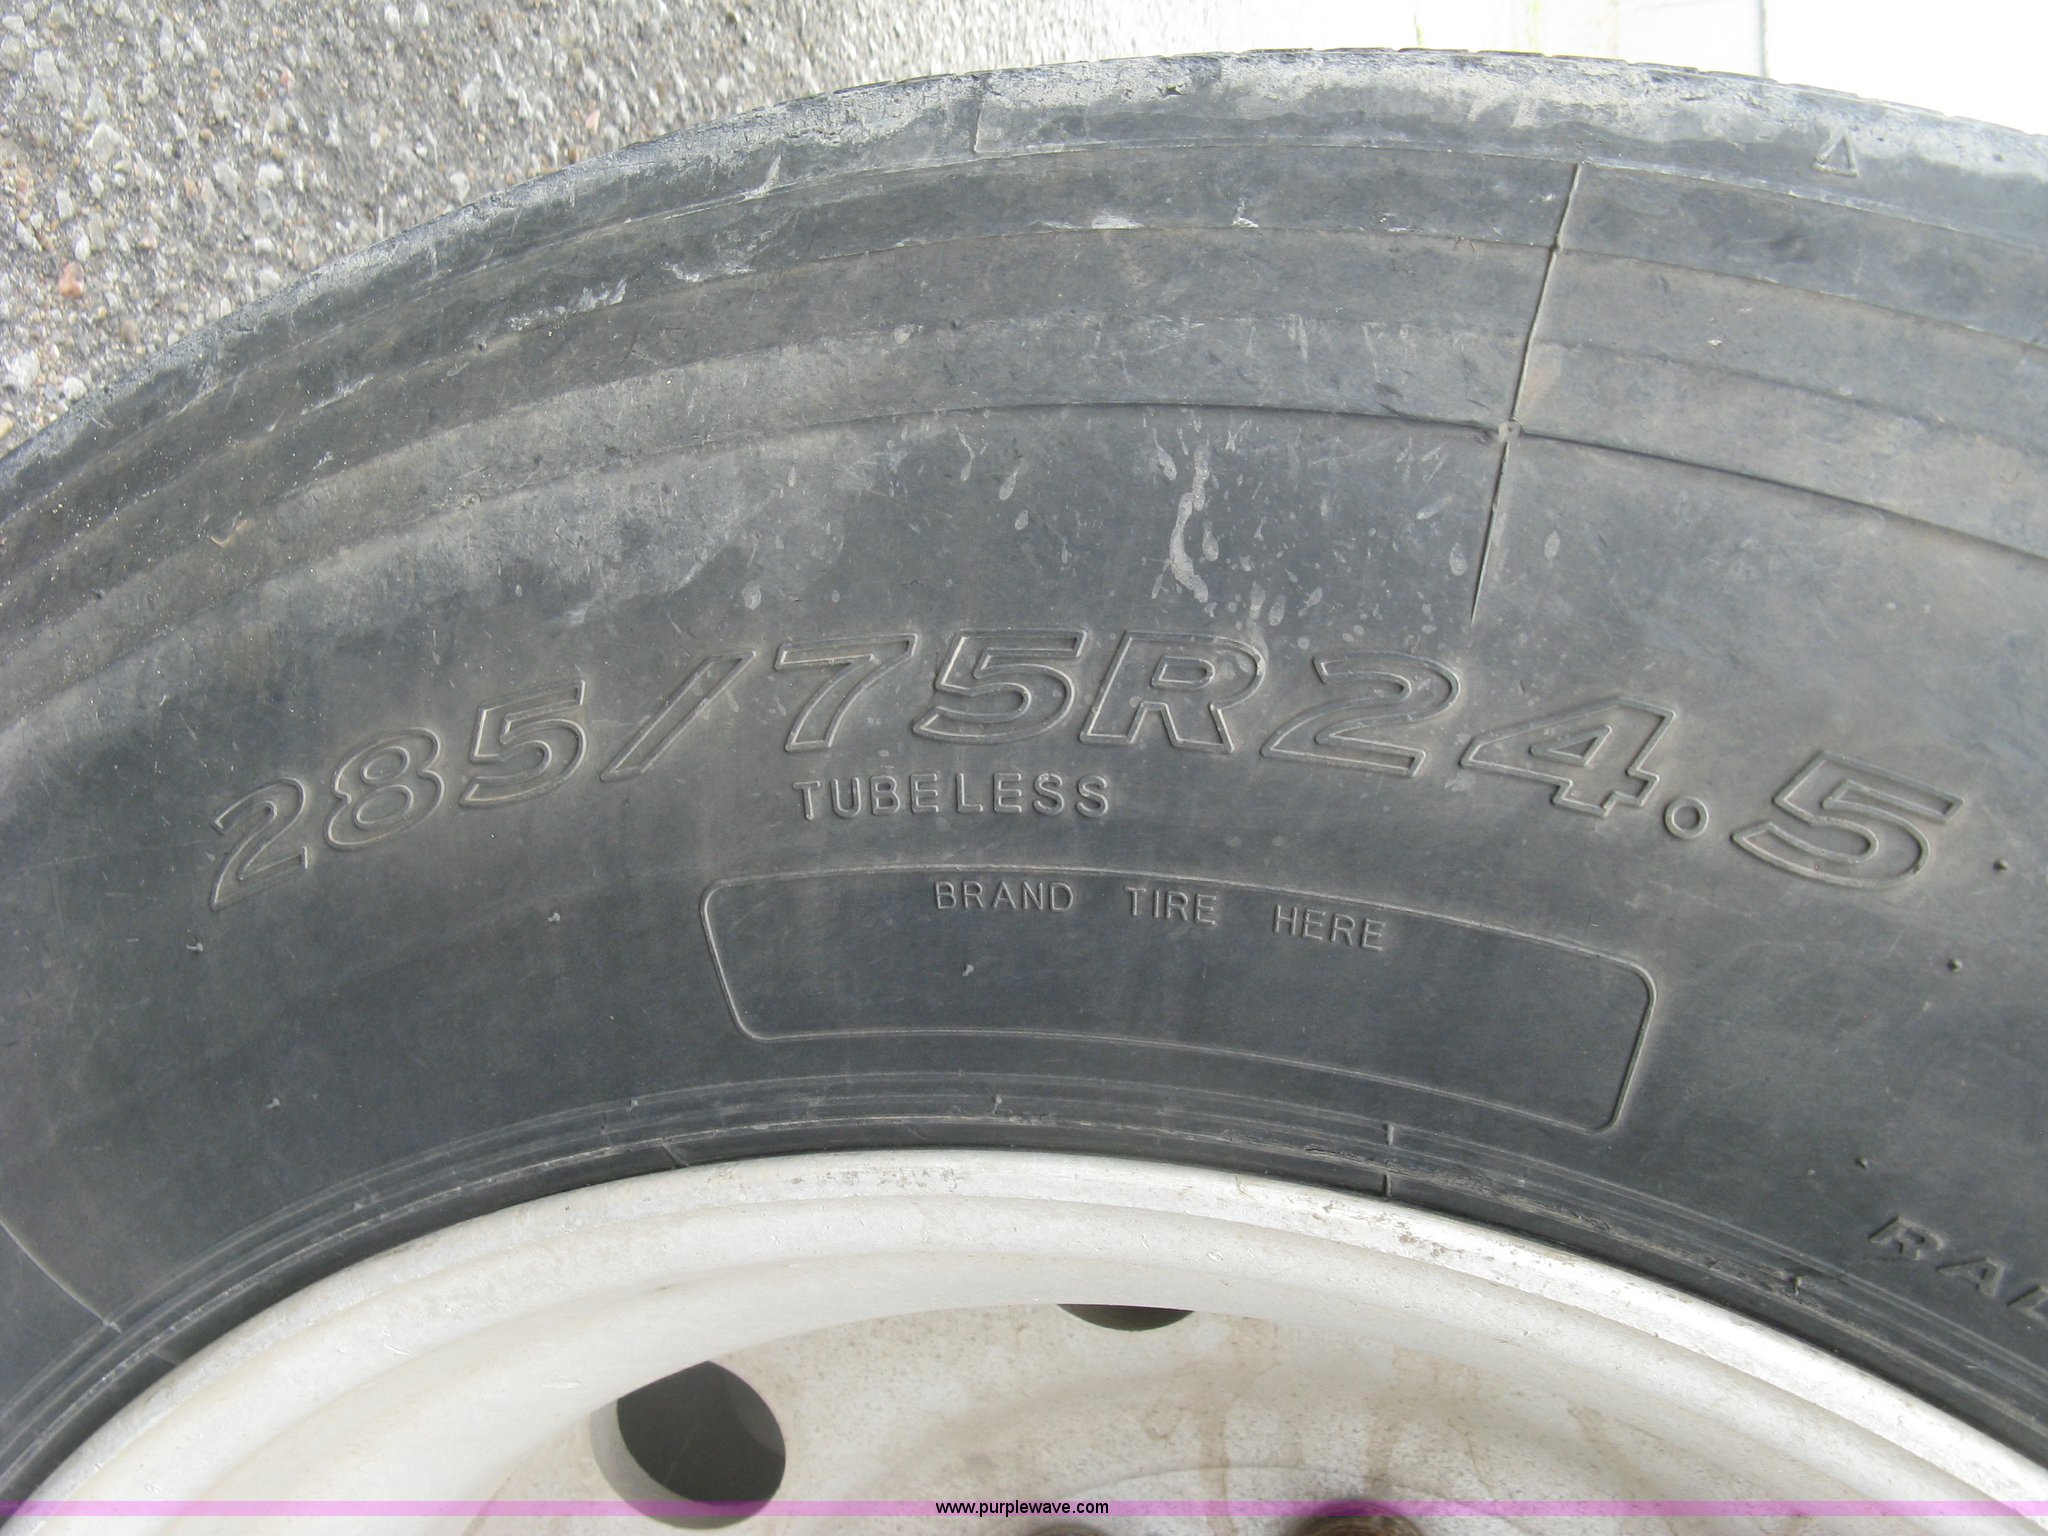 285/75R24.5
TUBELESS
BRAND TIRE HERE
www.purplewave.com